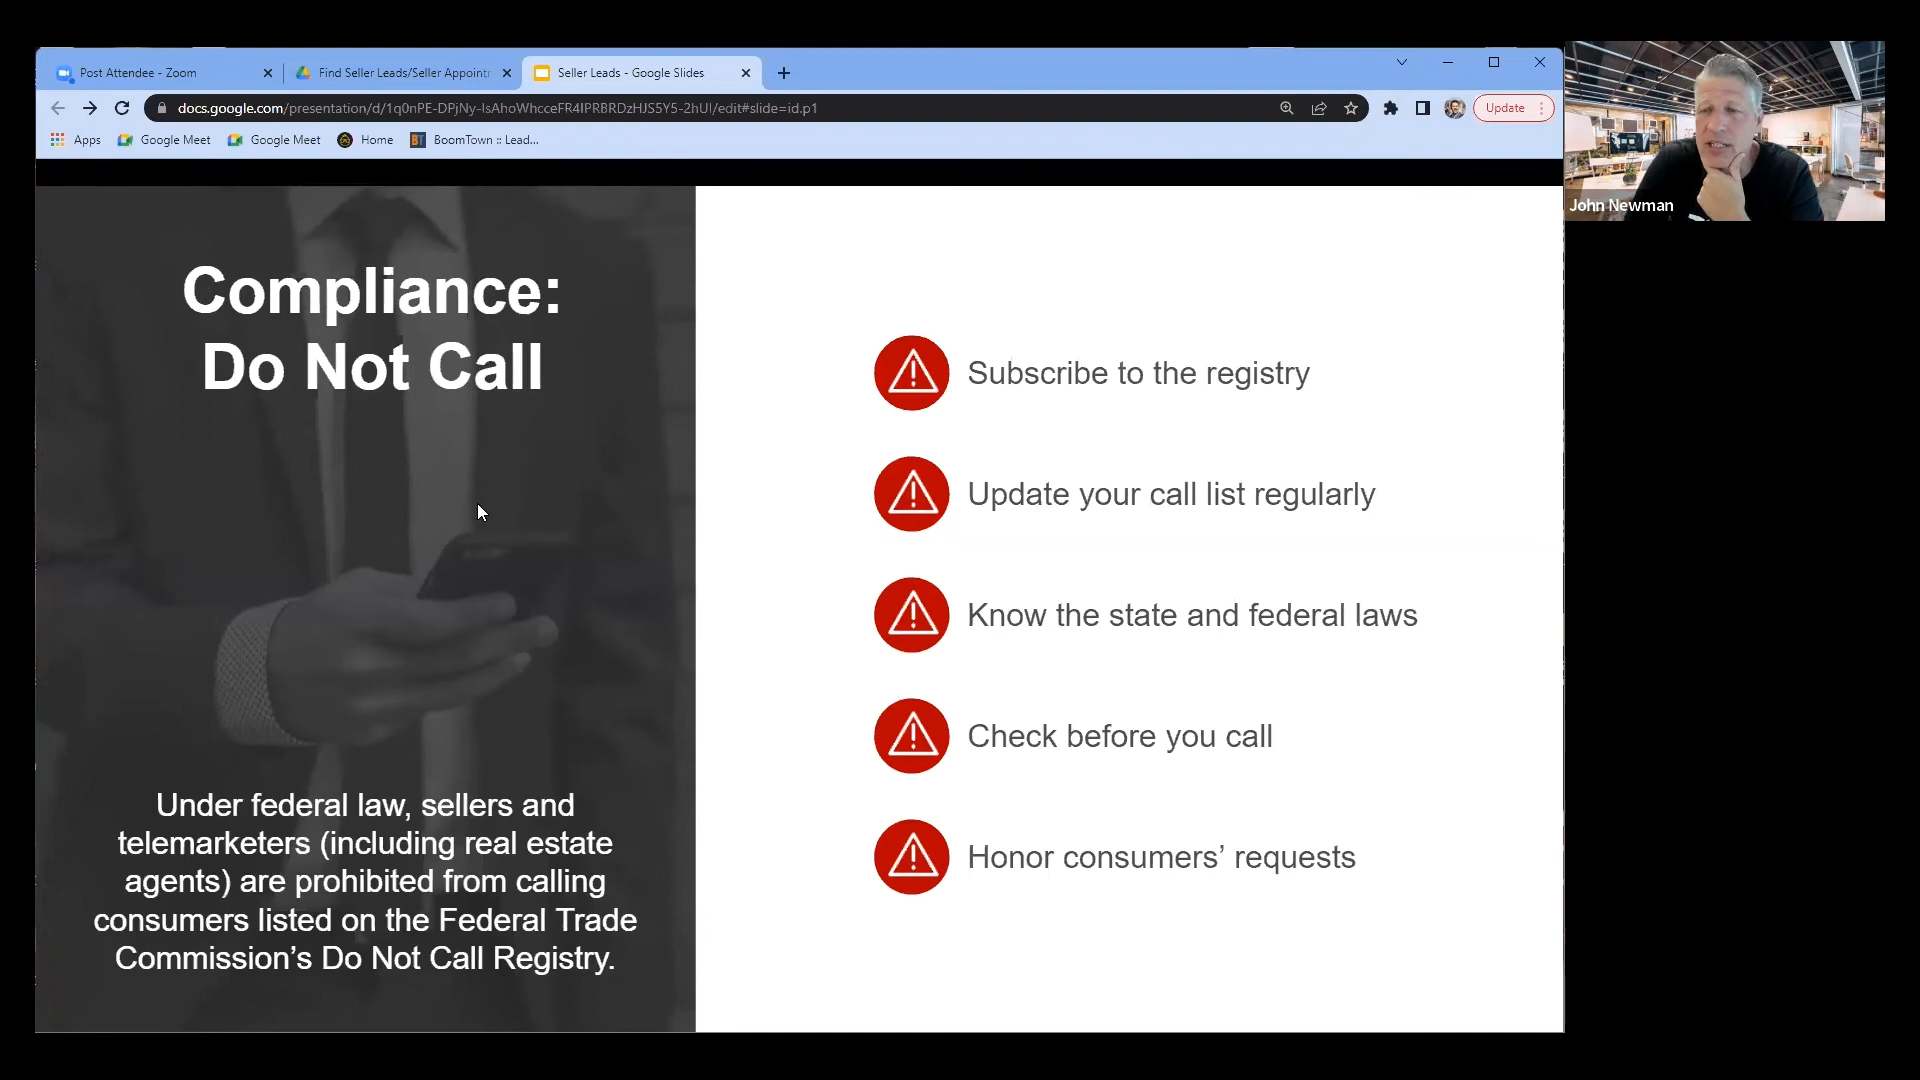 Post Attendee - Zoom
Find Seller Leads/Seller Appointr
Seller Leads - Google Slides
docs.google.com/presentation/d/1q0nPE-DPjNy-IsAhoWhcceFR4IPRBRDzHJS5Y5-2hUI/edit#slide=id.p1
Update
Apps
Google Meet
Google Meet
Home
BT
BoomTown :: Lead...
John Newman
Compliance:
Do Not Call
Under federal law, sellers and
telemarketers (including real estate
agents) are prohibited from calling
consumers listed on the Federal Trade
Commission’s Do Not Call Registry.
Subscribe to the registry
Update your call list regularly
Know the state and federal laws
Check before you call
Honor consumers’ requests